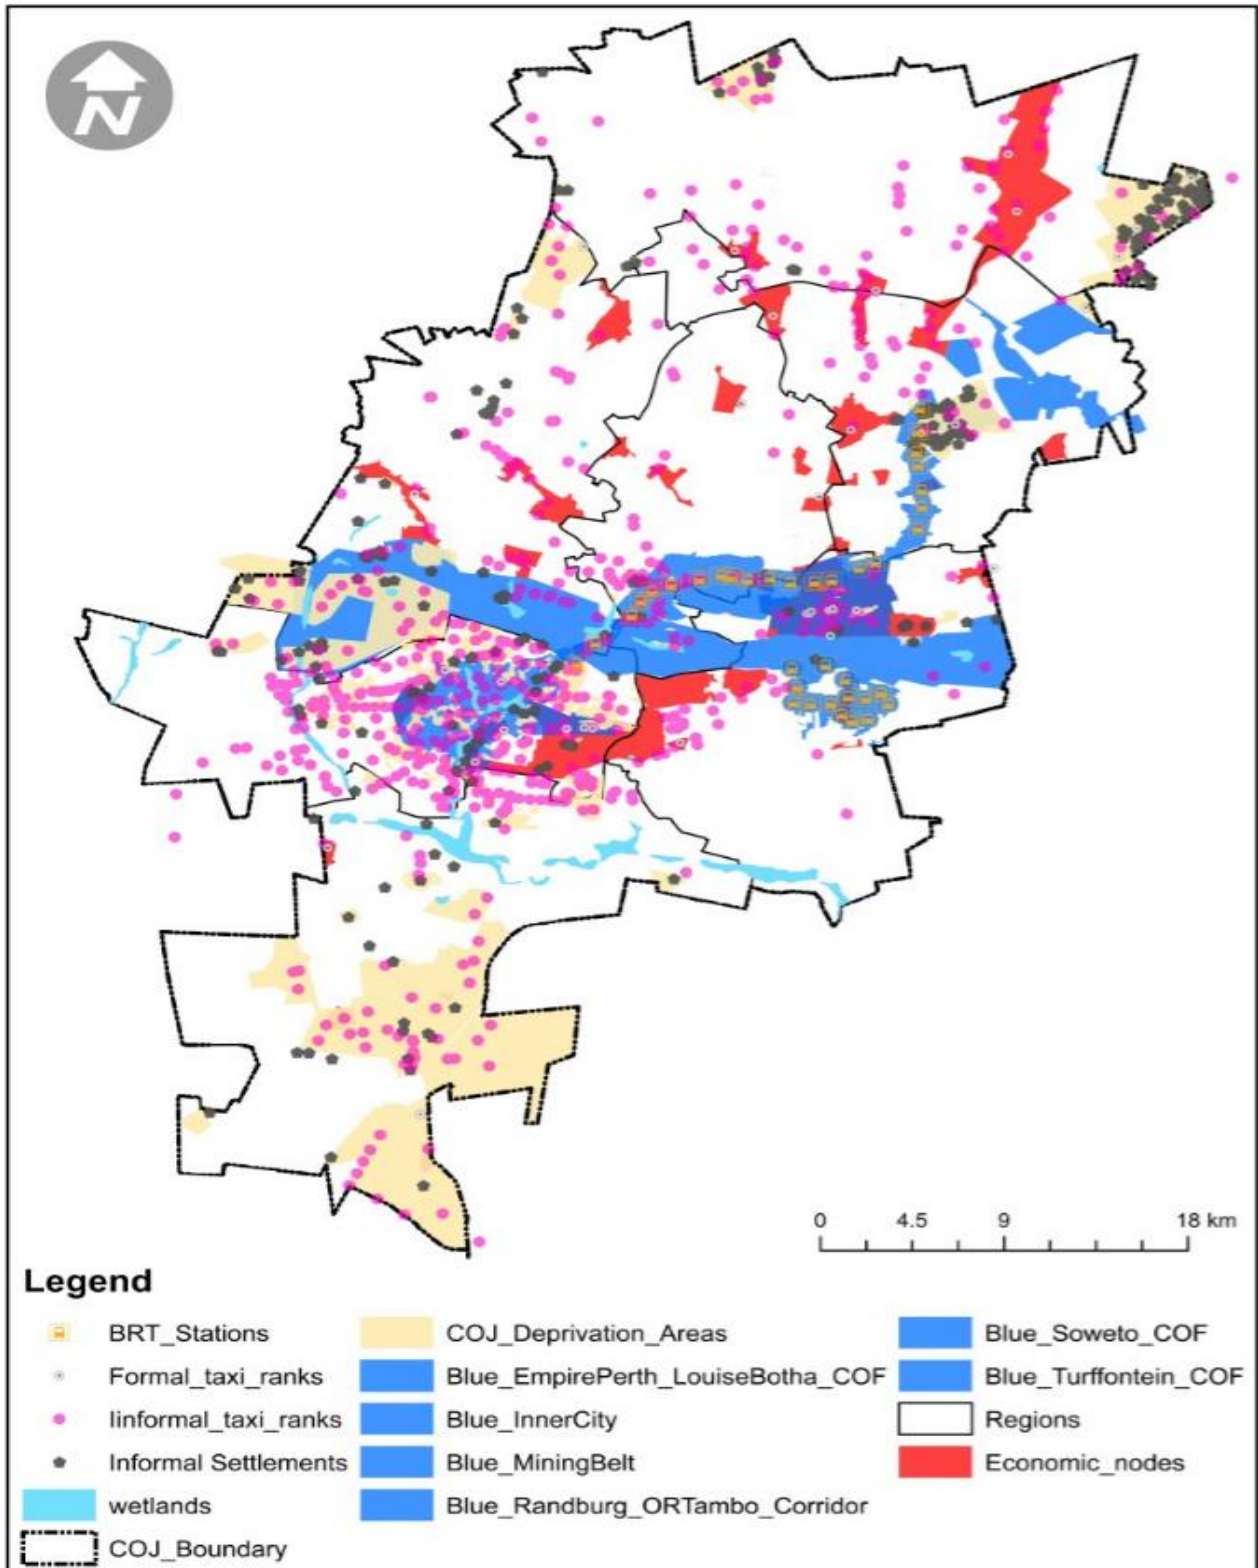 N
0 4.5 9 18 km
Legend
BRT_Stations
Formal_taxi_ranks
Iinformal_taxi_ranks
Informal Settlements
wetlands
COJ_Boundary
COJ_Deprivation_Areas
Blue_EmpirePerth_LouiseBotha_COF
Blue_InnerCity
Blue_MiningBelt
Blue_Randburg_ORTambo_Corridor
Blue_Soweto_COF
Blue_Turffontein_COF
Regions
Economic_nodes